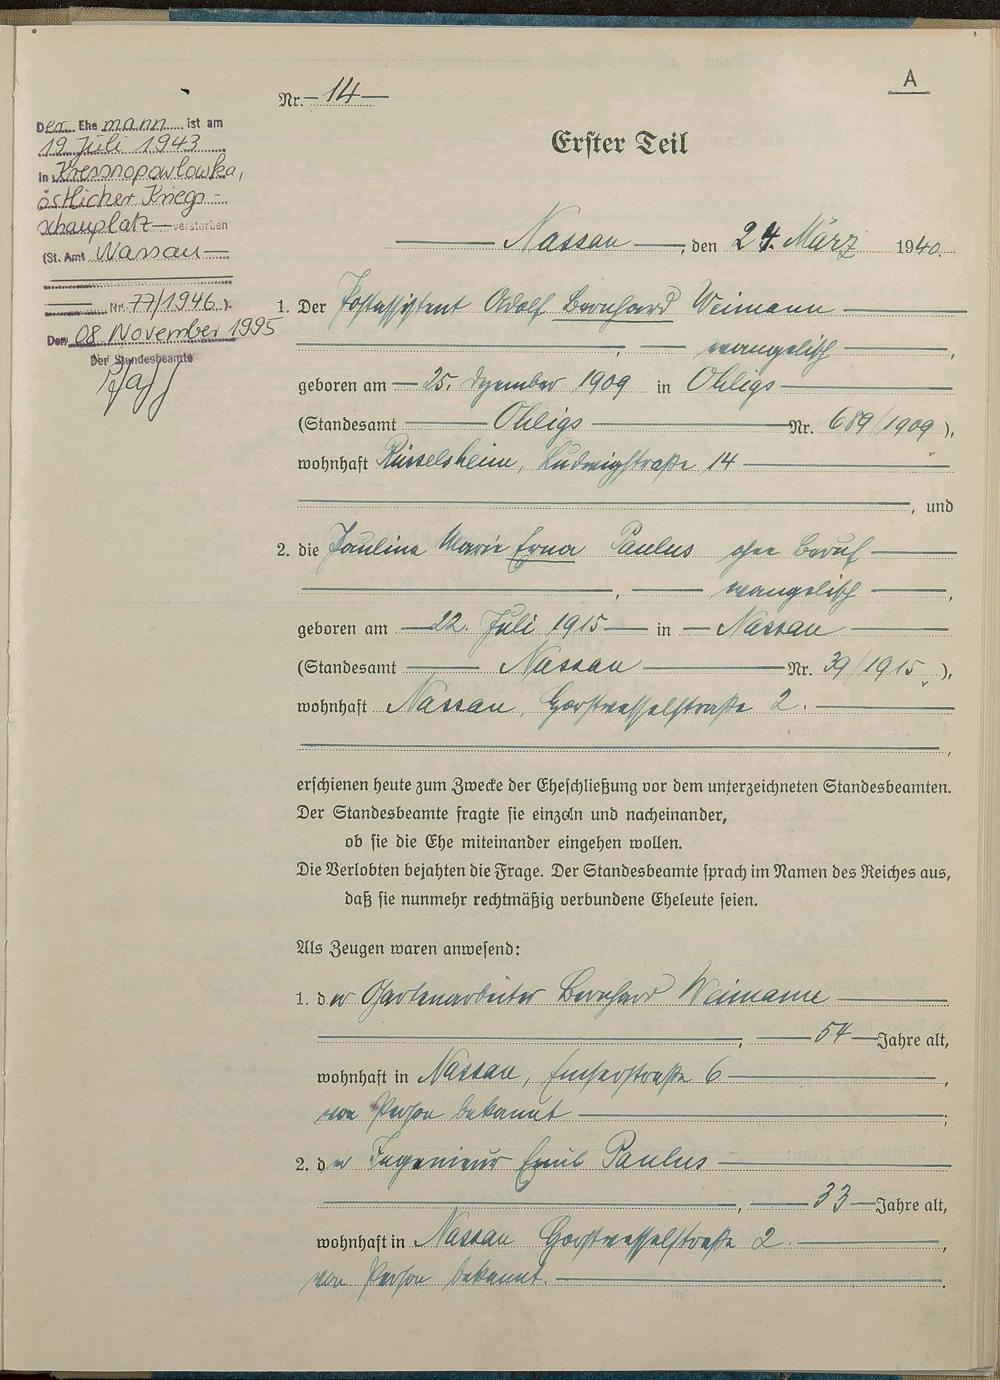 A
Nr. 14
Erster Teil
Der Ehemann ist am
19 Juli 1943
in Krasnopowlowka,
östlicher Kriegs-
schauplatz verstorben
(St. Amt Nassau
Nr. 77/1946 ).
Den 08. November 1995
Der Standesbeamte
Nassau, den 24. März 1940.
1. Der Postassistent Adolf Bernhard Weimann
, evangelisch,
geboren am 25. Dezember 1909 in Ohligs
(Standesamt Ohligs Nr. 689/1909 ),
wohnhaft Rüsselsheim, Ludwigstraße 14
, und
2. die Pauline Marie Erna Paulus ohne Beruf
, evangelisch,
geboren am 22. Juli 1915 in Nassau
(Standesamt Nassau Nr. 39/1915 ),
wohnhaft Nassau, Horstwesselstraße 2.
,
erschienen heute zum Zwecke der Eheschließung vor dem unterzeichneten Standesbeamten.
Der Standesbeamte fragte sie einzeln und nacheinander,
ob sie die Ehe miteinander eingehen wollen.
Die Verlobten bejahten die Frage. Der Standesbeamte sprach im Namen des Reiches aus,
daß sie nunmehr rechtmäßig verbundene Eheleute seien.
Als Zeugen waren anwesend:
1. der Gartenarbeiter Bernhard Weimann
, 54 Jahre alt,
wohnhaft in Nassau, Emserstraße 6,
von Person bekannt;
2. der Ingenieur Emil Paulus
, 33 Jahre alt,
wohnhaft in Nassau Horstwesselstraße 2.,
von Person bekannt.